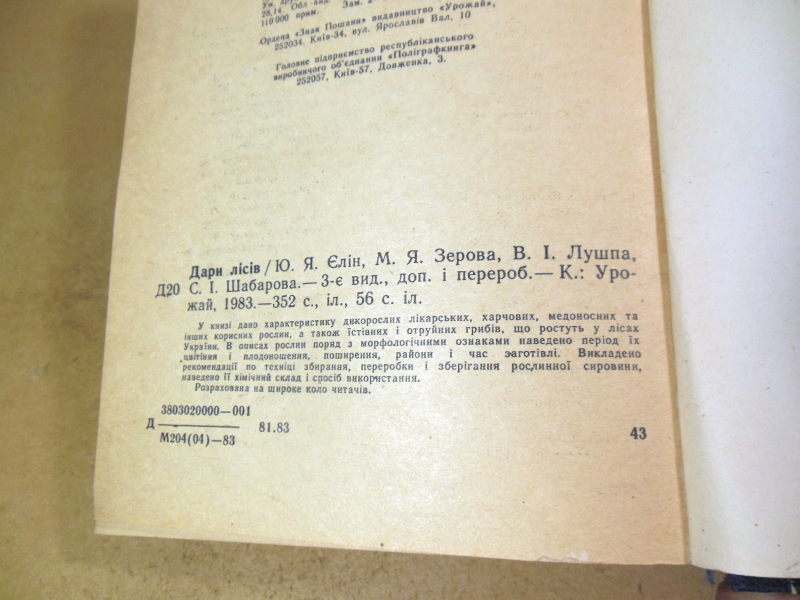 Ум. друк.
28,14. Обл.-вид.
110 000 прим. Зам.
Ордена «Знак Пошани» видавництво «Урожай»,
252034. Київ-34, вул. Ярославів Вал, 10
Головне підприємство республіканського
виробничого об'єднання «Поліграфкнига»
252057, Київ-57, Довженка, 3.
Дари лісів / Ю. Я. Єлін, М. Я. Зерова, В. І. Лушпа,
Д20 С. І. Шабарова.— 3-є вид., доп. і перероб.— К.: Уро-
жай, 1983.—352 с., іл., 56 с. іл.
У книзі дано характеристику дикорослих лікарських, харчових, медоносних та
інших корисних рослин, а також їстівних і отруйних грибів, що ростуть у лісах
України. В описах рослин поряд з морфологічними ознаками наведено період їх
цвітіння і плодоношення, поширення, райони і час заготівлі. Викладено
рекомендації по техніці збирання, переробки і зберігання рослинної сировини,
наведено її хімічний склад і спосіб використання.
Розрахована на широке коло читачів.
3803020000—001
Д 81.83
М204(04)—83
43